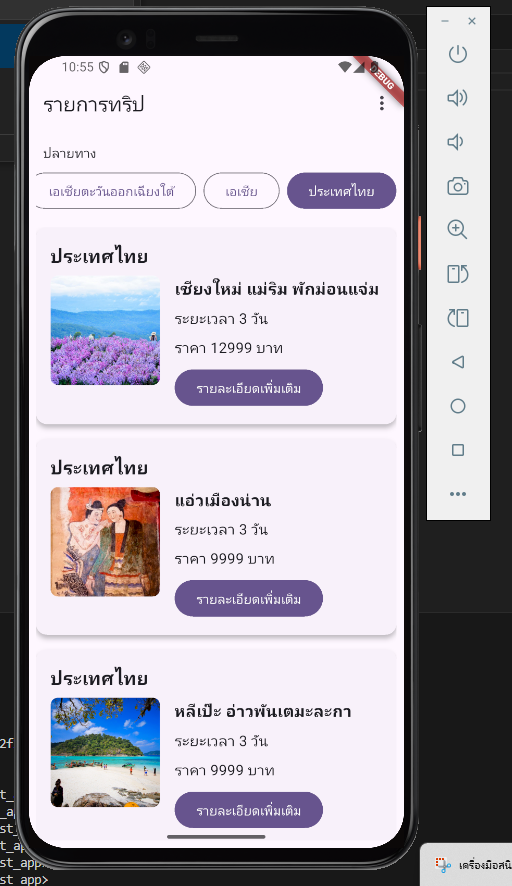 10:55
DEBUG
รายการทริป
ปลายทาง
เอเชียตะวันออกเฉียงใต้
เอเชีย
ประเทศไทย
ประเทศไทย
เชียงใหม่ แม่ริม พักม่อนแจ่ม
ระยะเวลา 3 วัน
ราคา 12999 บาท
รายละเอียดเพิ่มเติม
ประเทศไทย
แอ่วเมืองน่าน
ระยะเวลา 3 วัน
ราคา 9999 บาท
รายละเอียดเพิ่มเติม
ประเทศไทย
หลีเป๊ะ อ่าวพันเตมะละกา
ระยะเวลา 3 วัน
ราคา 9999 บาท
รายละเอียดเพิ่มเติม
2f
t_
_ap
st_
t_a
st_app
st_app>
เครื่องมือสนิ